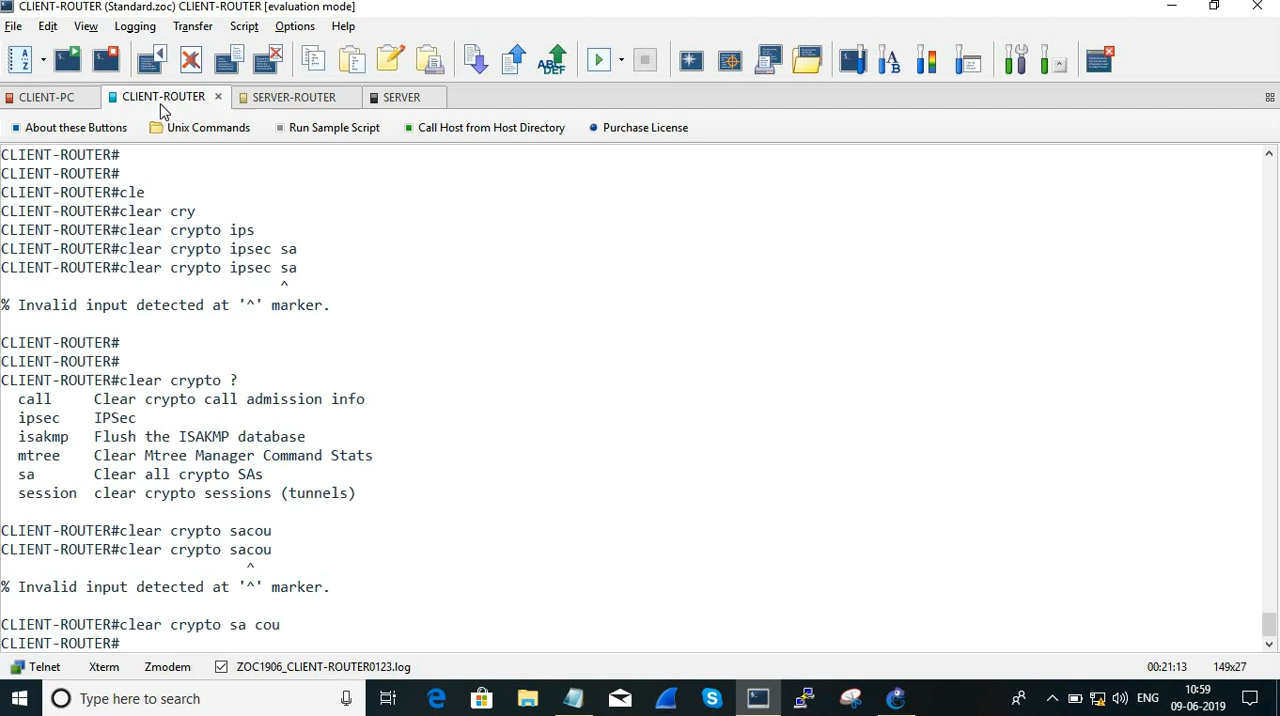 CLIENT-ROUTER (Standard.zoc) CLIENT-ROUTER [evaluation mode]
File Edit View Logging Transfer Script Options Help
CLIENT-PC CLIENT-ROUTER SERVER-ROUTER SERVER
About these Buttons Unix Commands Run Sample Script Call Host from Host Directory Purchase License
CLIENT-ROUTER#
CLIENT-ROUTER#
CLIENT-ROUTER#cle
CLIENT-ROUTER#clear cry
CLIENT-ROUTER#clear crypto ips
CLIENT-ROUTER#clear crypto ipsec sa
CLIENT-ROUTER#clear crypto ipsec sa
^
% Invalid input detected at '^' marker.
CLIENT-ROUTER#
CLIENT-ROUTER#
CLIENT-ROUTER#clear crypto ?
call Clear crypto call admission info
ipsec IPSec
isakmp Flush the ISAKMP database
mtree Clear Mtree Manager Command Stats
sa Clear all crypto SAs
session clear crypto sessions (tunnels)
CLIENT-ROUTER#clear crypto sacou
CLIENT-ROUTER#clear crypto sacou
^
% Invalid input detected at '^' marker.
CLIENT-ROUTER#clear crypto sa cou
CLIENT-ROUTER#
Telnet Xterm Zmodem ZOC1906_CLIENT-ROUTER0123.log 00:21:13 149x27
Type here to search ENG 10:59
09-06-2019